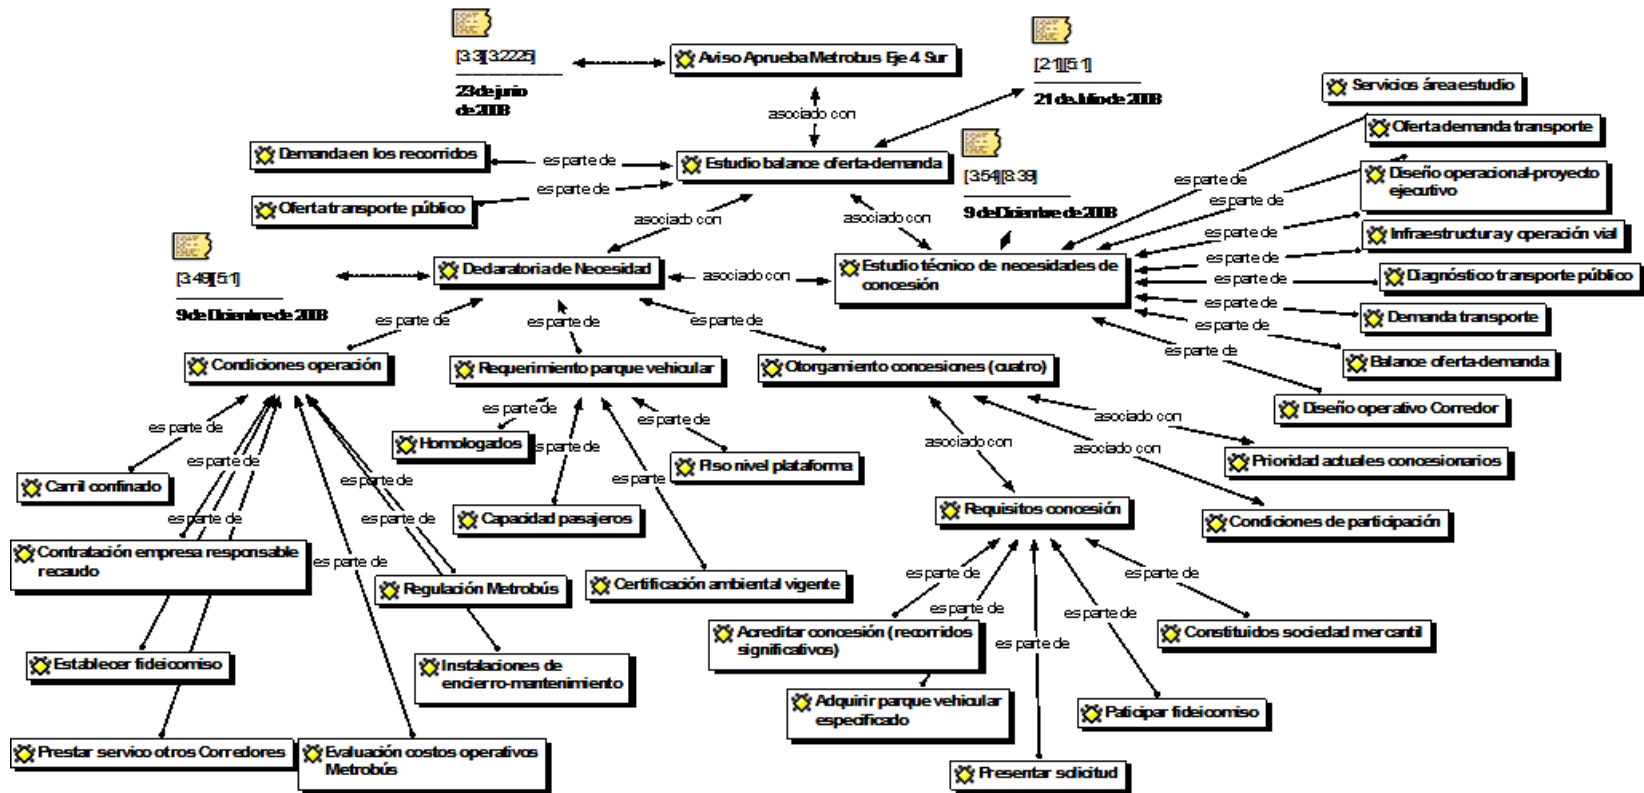 [3:3][3:2225]
23 de junio
de 2008
Aviso Aprueba Metrobus Eje 4 Sur
[2:1][5:1]
21 de Julio de 2008
asociado con
Servicios área estudio
Oferta demanda transporte
Demanda en los recorridos
es parte de
Estudio balance oferta-demanda
[3:54][8:39]
9 de Diciembre de 2008
es parte de
es parte de
Diseño operacional-proyecto
ejecutivo
Oferta transporte público
es parte de
asociado con
asociado con
es parte de
Infraestructura y operación vial
[3:48][5:1]
9 de Diciembre de 2008
Declaratoria de Necesidad
asociado con
Estudio técnico de necesidades de
concesión
es parte de
es parte de
Diagnóstico transporte público
es parte de
es parte de
es parte de
es parte de
Demanda transporte
es parte de
es parte de
Balance oferta-demanda
Condiciones operación
Requerimiento parque vehicular
Otorgamiento concesiones (cuatro)
Diseño operativo Corredor
es parte de
es parte de
Homologados
es parte de
es parte de
Piso nivel plataforma
asociado con
asociado con
asociado con
Prioridad actuales concesionarios
es parte de
es parte de
es parte
Carril confinado
Capacidad pasajeros
Requisitos concesión
Condiciones de participación
es parte de
es parte de
Contratación empresa responsable
recaudo
es parte de
Regulación Metrobús
Certificación ambiental vigente
es parte de
es parte de
es parte de
es parte de
es parte de
Acreditar concesión (recorridos
significativos)
Constituidos sociedad mercantil
Establecer fideicomiso
Instalaciones de
encierro-mantenimiento
Adquirir parque vehicular
especificado
Paticipar fideicomiso
Prestar servico otros Corredores
Evaluación costos operativos
Metrobús
Presentar solicitud